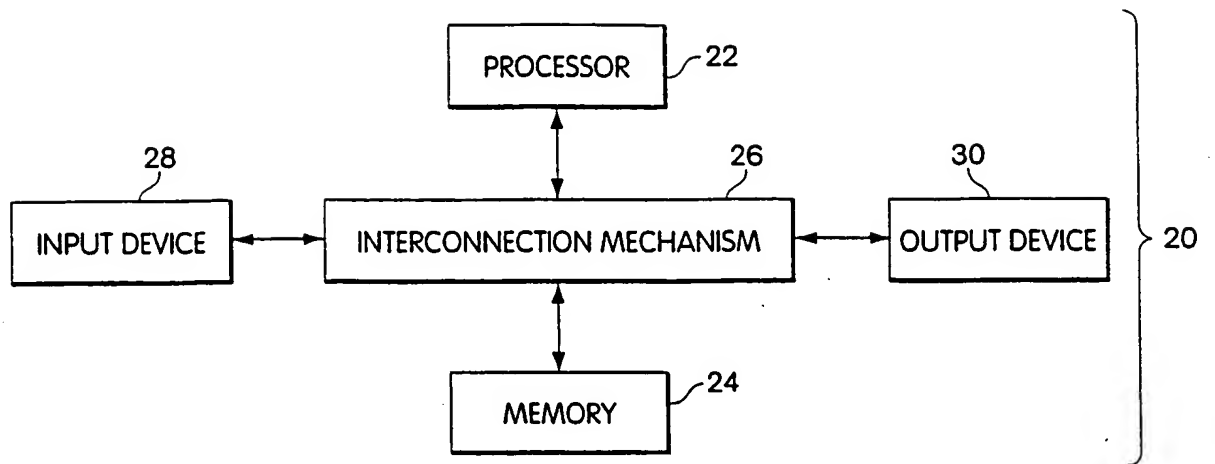 PROCESSOR
22
28
26
30
INPUT DEVICE
INTERCONNECTION MECHANISM
OUTPUT DEVICE
20
24
MEMORY